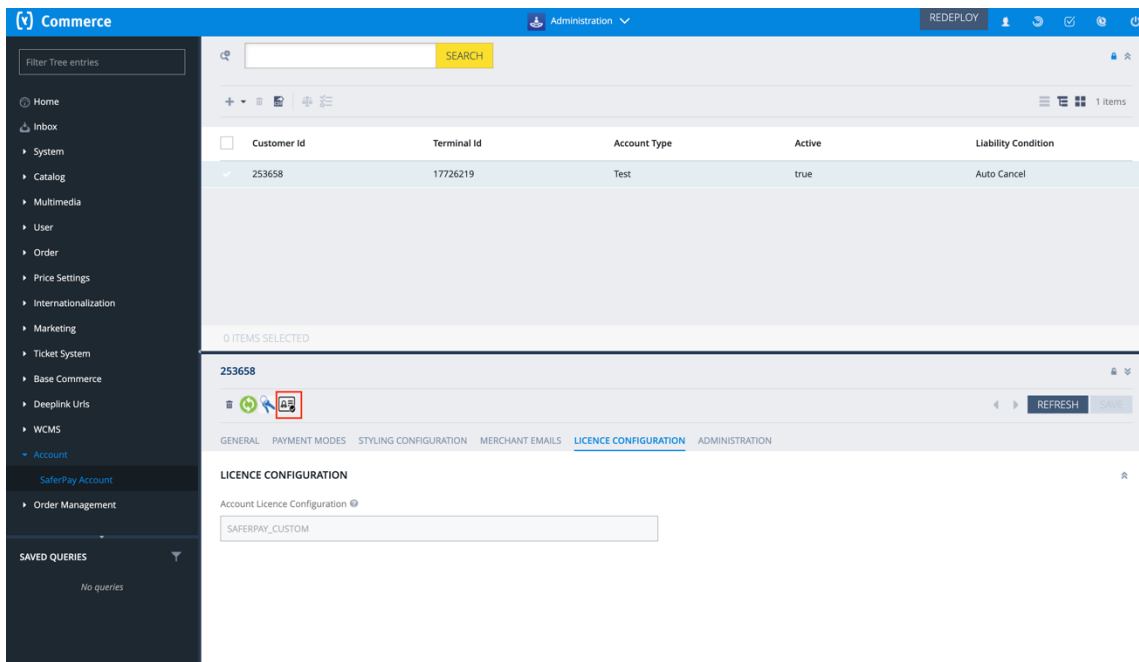 (Y) Commerce
Administration
REDEPLOY
Filter Tree entries
Home
Inbox
System
Catalog
Multimedia
User
Order
Price Settings
Internationalization
Marketing
Ticket System
Base Commerce
Deeplink Urls
WCMS
Account
SaferPay Account
Order Management
SAVED QUERIES
No queries
SEARCH
1 items
Customer Id Terminal Id Account Type Active Liability Condition
253658 17726219 Test true Auto Cancel
0 ITEMS SELECTED
253658
REFRESH SAVE
GENERAL PAYMENT MODES STYLING CONFIGURATION MERCHANT EMAILS LICENCE CONFIGURATION ADMINISTRATION
LICENCE CONFIGURATION
Account Licence Configuration
SAFERPAY_CUSTOM